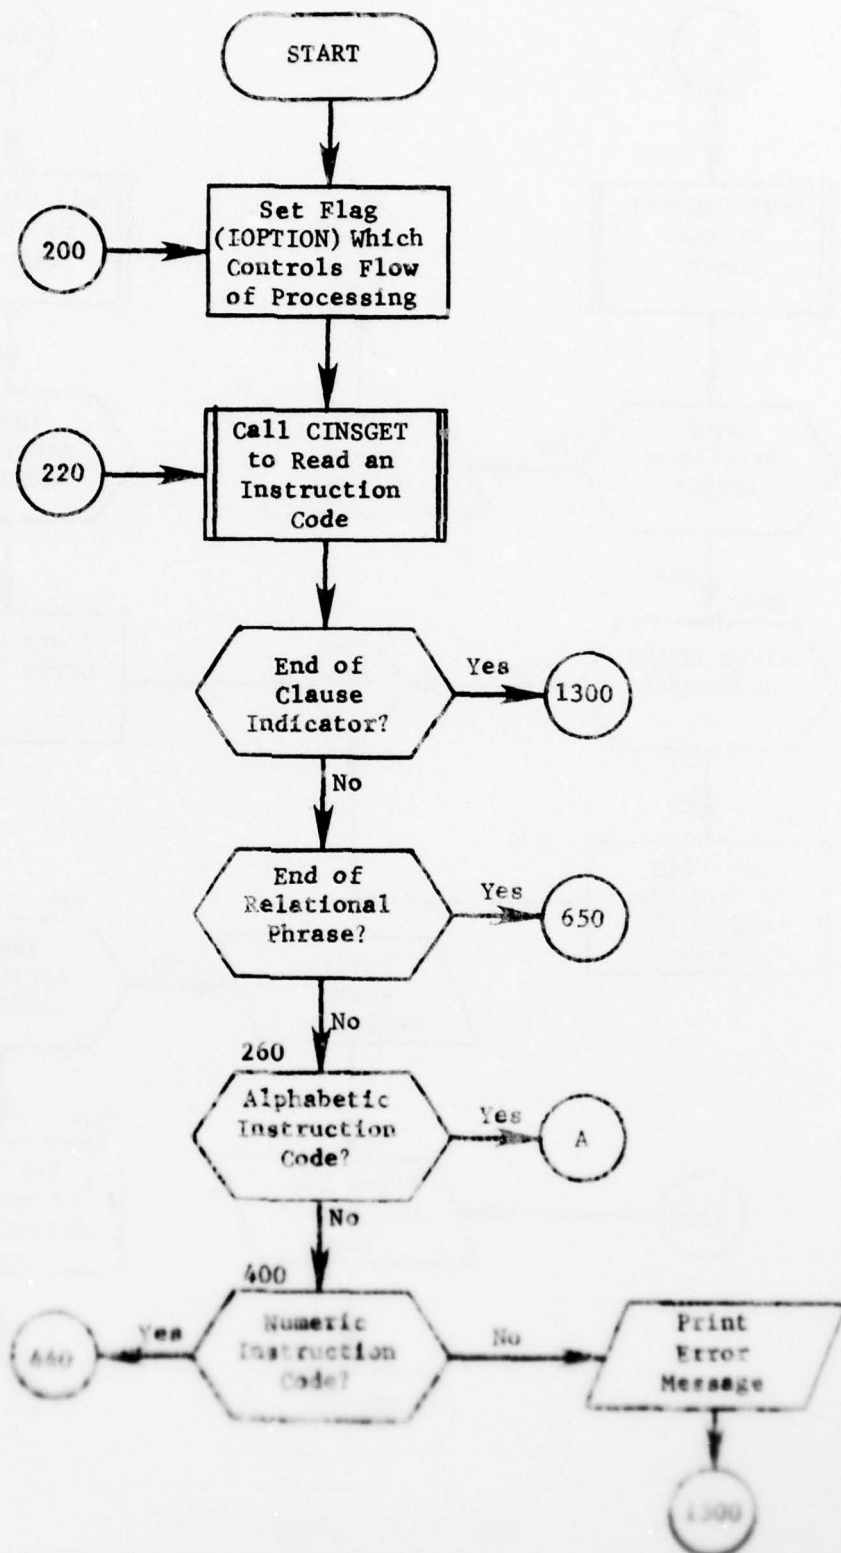 START
Set Flag
(IOPTION) Which
Controls Flow
of Processing
200
Call CINSGET
to Read an
Instruction
Code
220
End of
Clause
Indicator?
Yes
1300
No
End of
Relational
Phrase?
Yes
650
No
260
Alphabetic
Instruction
Code?
Yes
A
No
400
Numeric
Instruction
Code?
Yes
No
Print
Error
Message
1300